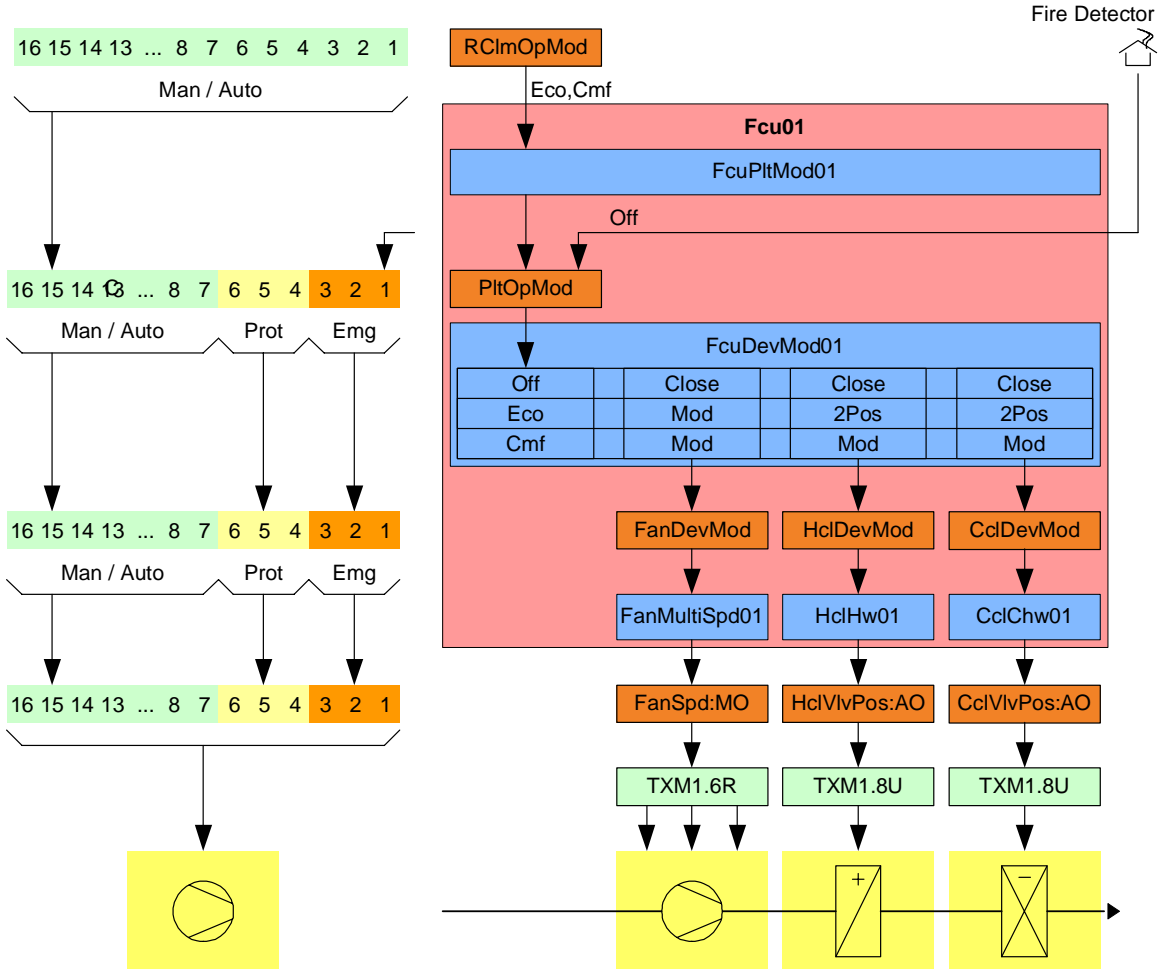 Fire Detector
16 15 14 13 ... 8 7 6 5 4 3 2 1
RClmOpMod
Man / Auto
Eco,Cmf
Fcu01
FcuPltMod01
Off
16 15 14 13 ... 8 7 6 5 4 3 2 1
C
PltOpMod
Man / Auto Prot Emg
FcuDevMod01
Off Close Close Close
Eco Mod 2Pos 2Pos
Cmf Mod Mod Mod
16 15 14 13 ... 8 7 6 5 4 3 2 1
FanDevMod HclDevMod CclDevMod
Man / Auto Prot Emg
FanMultiSpd01 HclHw01 CclChw01
16 15 14 13 ... 8 7 6 5 4 3 2 1
FanSpd:MO HclVlvPos:AO CclVlvPos:AO
TXM1.6R TXM1.8U TXM1.8U
+ −